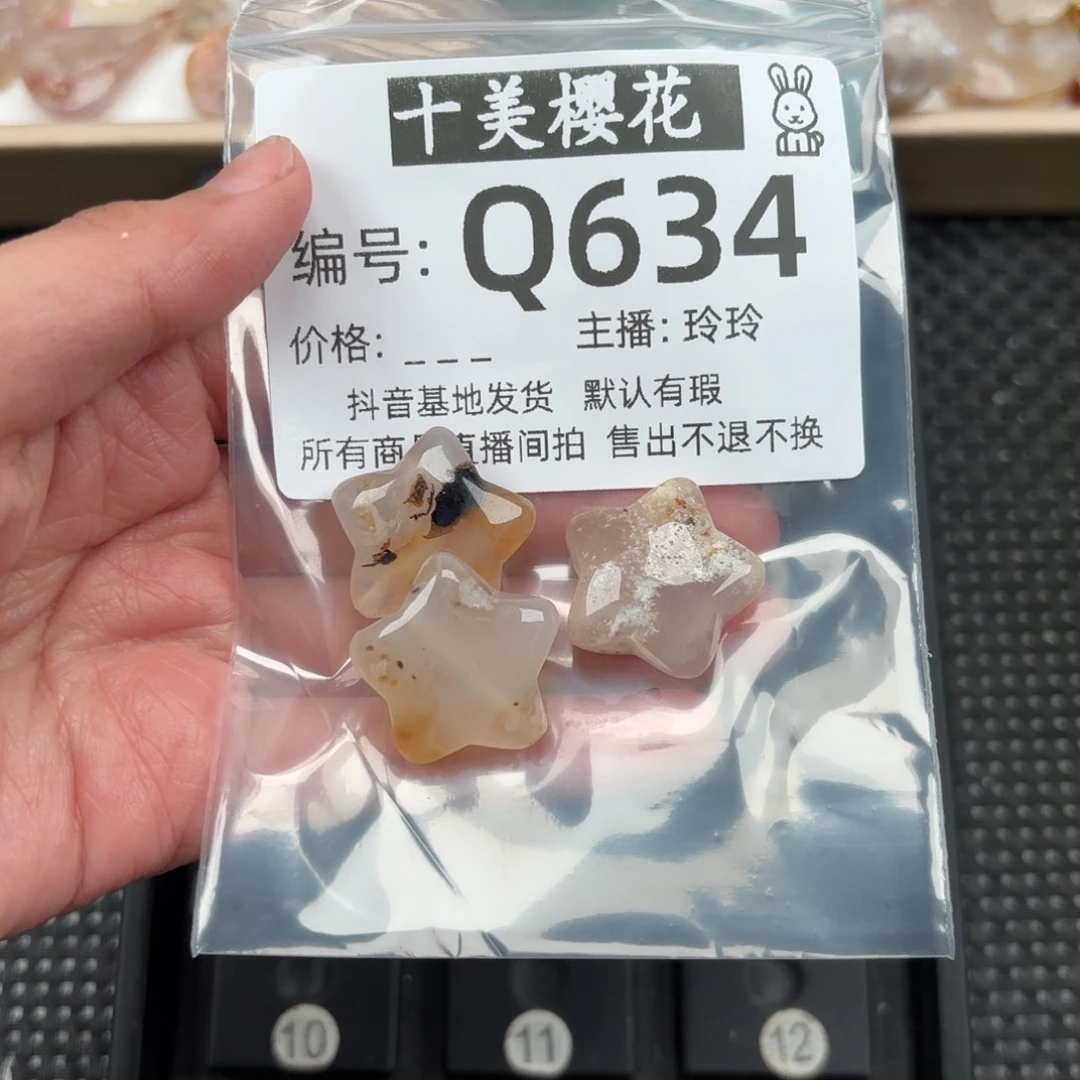 十美樱花
编号: Q634
价格: _ _ _ 主播: 玲玲
抖音基地发货 默认有瑕
所有商品直播间拍 售出不退不换
10
11
12